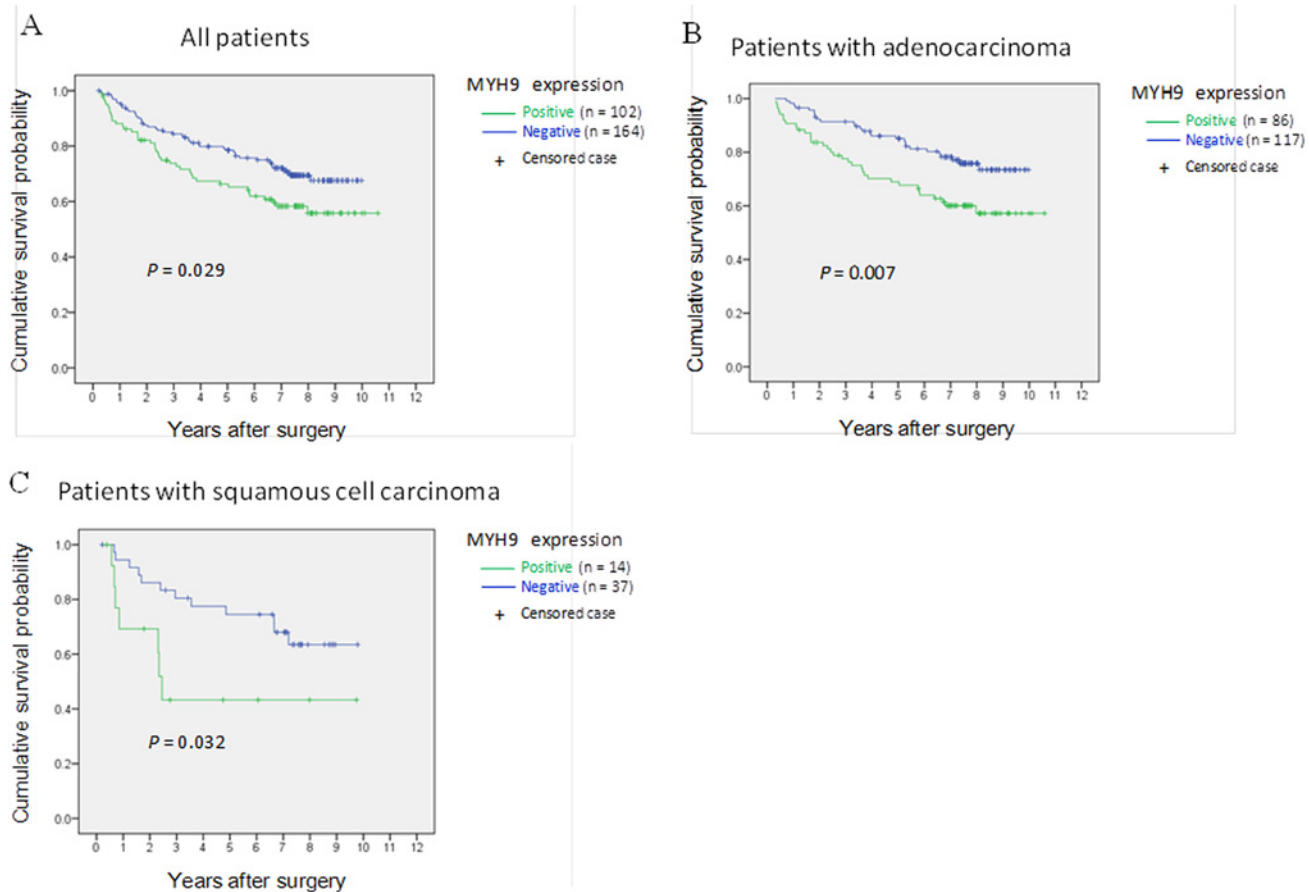 A
All patients
Cumulative survival probability
1.0
0.8
0.6
0.4
0.2
0.0
P = 0.029
0 1 2 3 4 5 6 7 8 9 10 11 12
Years after surgery
MYH9 expression
Positive (n = 102)
Negative (n = 164)
+ Censored case
B
Patients with adenocarcinoma
Cumulative survival probability
1.0
0.8
0.6
0.4
0.2
0.0
P = 0.007
0 1 2 3 4 5 6 7 8 9 10 11 12
Years after surgery
MYH9 expression
Positive (n = 86)
Negative (n = 117)
+ Censored case
C
Patients with squamous cell carcinoma
Cumulative survival probability
1.0
0.8
0.6
0.4
0.2
0.0
P = 0.032
0 1 2 3 4 5 6 7 8 9 10 11 12
Years after surgery
MYH9 expression
Positive (n = 14)
Negative (n = 37)
+ Censored case